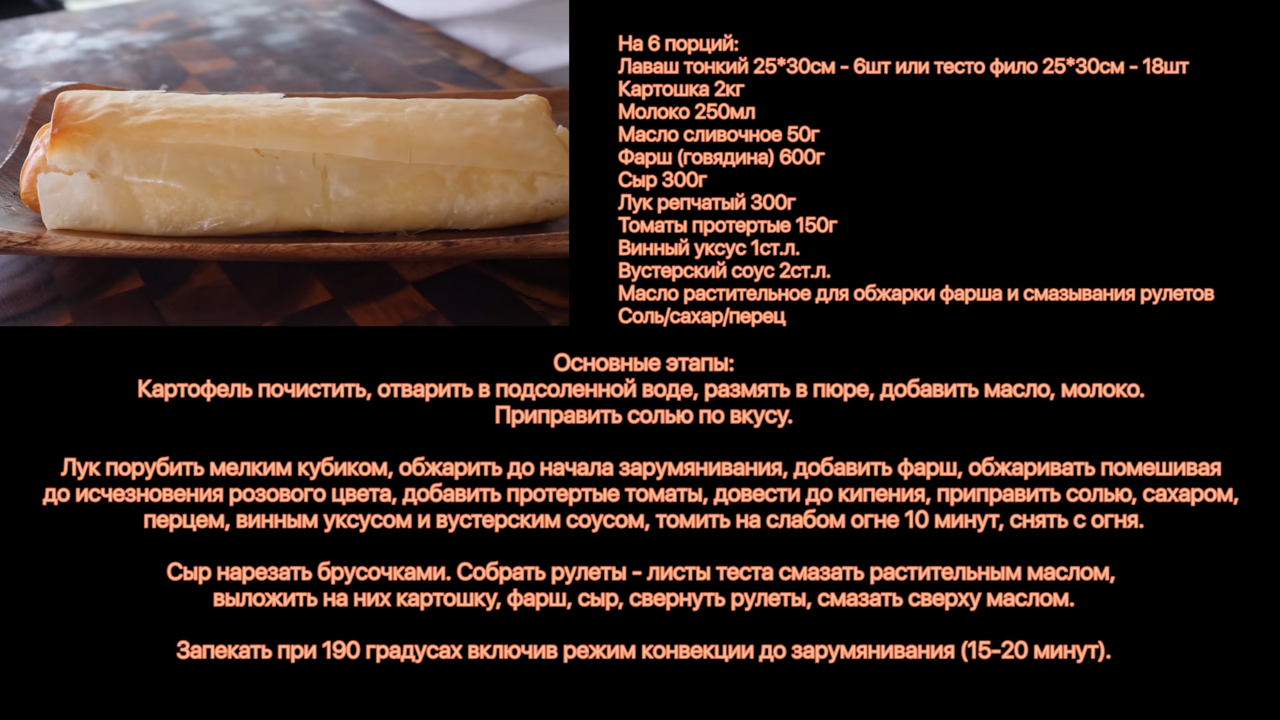 На 6 порций:
Лаваш тонкий 25*30см - 6шт или тесто фило 25*30см - 18шт
Картошка 2кг
Молоко 250мл
Масло сливочное 50г
Фарш (говядина) 600г
Сыр 300г
Лук репчатый 300г
Томаты протертые 150г
Винный уксус 1ст.л.
Вустерский соус 2ст.л.
Масло растительное для обжарки фарша и смазывания рулетов
Соль/сахар/перец
Основные этапы:
Картофель почистить, отварить в подсоленной воде, размять в пюре, добавить масло, молоко.
Приправить солью по вкусу.
Лук порубить мелким кубиком, обжарить до начала зарумянивания, добавить фарш, обжаривать помешивая
до исчезновения розового цвета, добавить протертые томаты, довести до кипения, приправить солью, сахаром,
перцем, винным уксусом и вустерским соусом, томить на слабом огне 10 минут, снять с огня.
Сыр нарезать брусочками. Собрать рулеты - листы теста смазать растительным маслом,
выложить на них картошку, фарш, сыр, свернуть рулеты, смазать сверху маслом.
Запекать при 190 градусах включив режим конвекции до зарумянивания (15-20 минут).